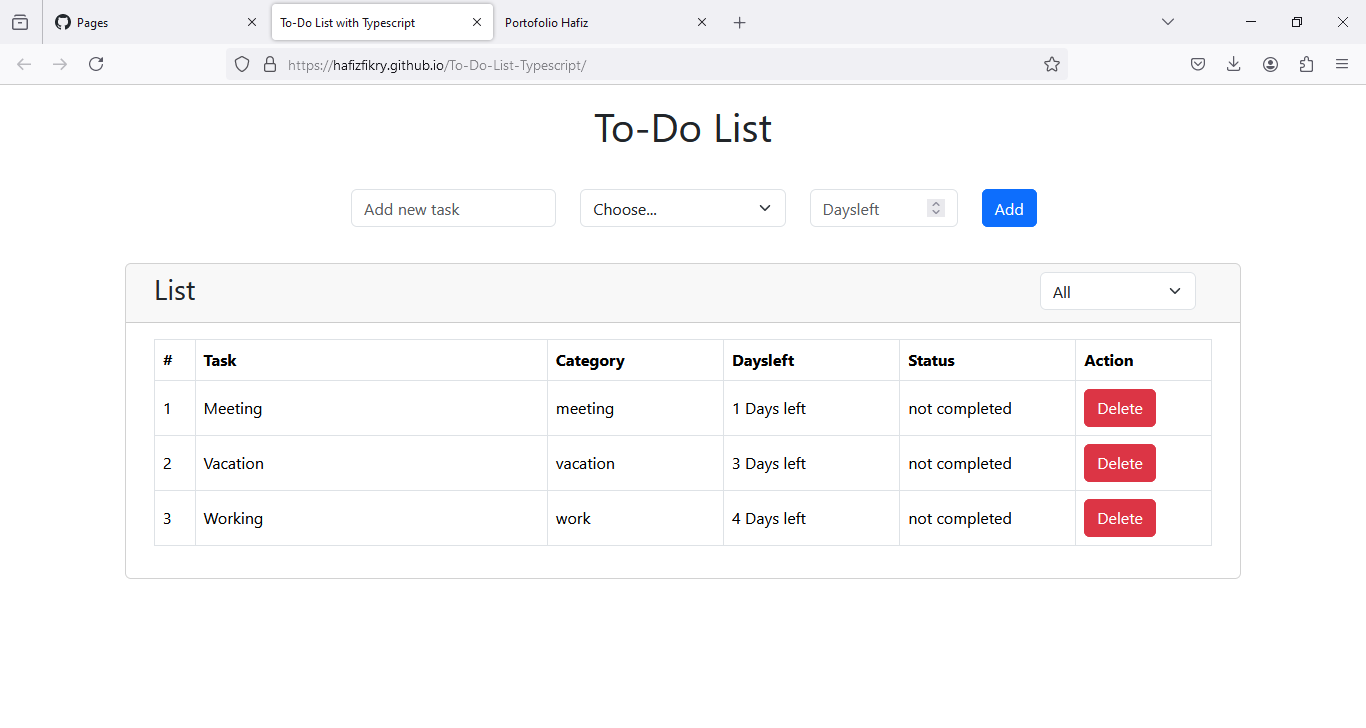 Pages
To-Do List with Typescript
Portofolio Hafiz
https://hafizfikry.github.io/To-Do-List-Typescript/
To-Do List
Add new task
Choose...
Daysleft
Add
List
All
# Task Category Daysleft Status Action
1 Meeting meeting 1 Days left not completed Delete
2 Vacation vacation 3 Days left not completed Delete
3 Working work 4 Days left not completed Delete